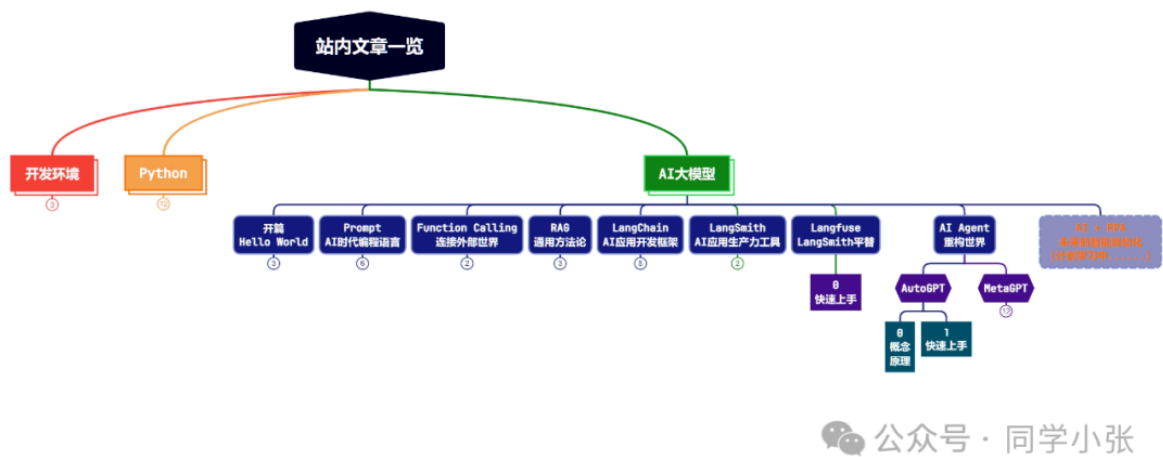 站内文章一览
开发环境
3
Python
12
AI大模型
开篇
Hello World
3
Prompt
AI时代编程语言
6
Function Calling
连接外部世界
2
RAG
通用方法论
3
LangChain
AI应用开发框架
8
LangSmith
AI应用生产力工具
2
Langfuse
LangSmith平替
0
快速上手
AI Agent
重构世界
AutoGPT
0
概念
原理
1
快速上手
MetaGPT
12
AI + RPA
公众号 · 同学小张